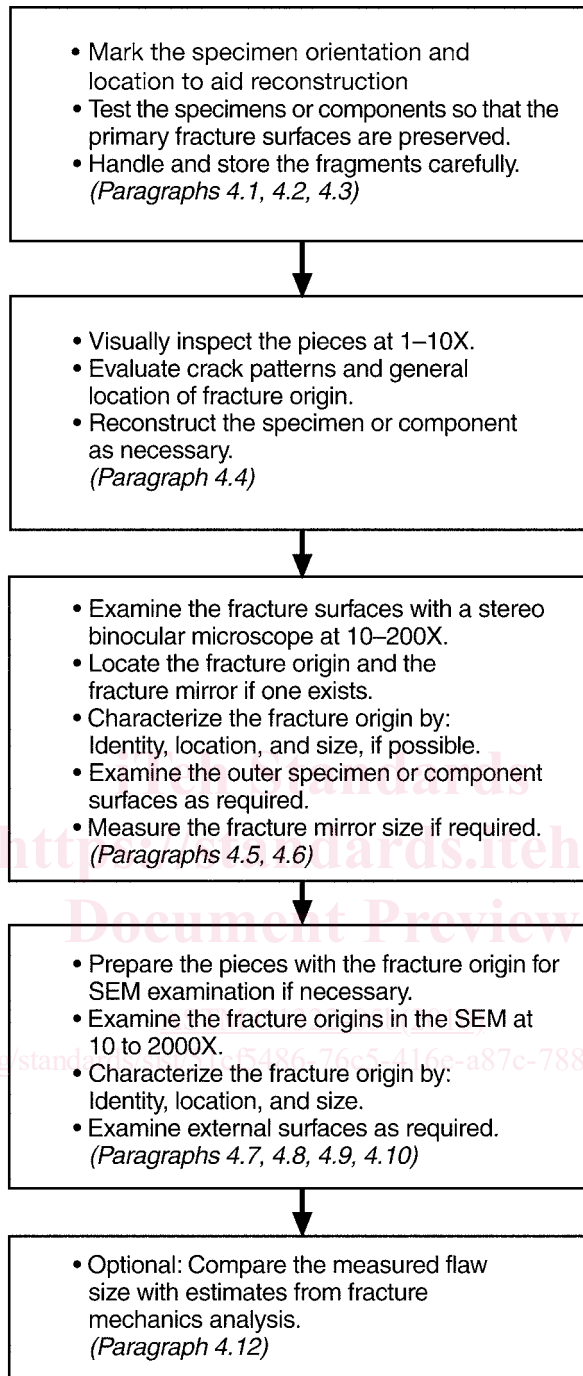 • Mark the specimen orientation and
location to aid reconstruction
• Test the specimens or components so that the
primary fracture surfaces are preserved.
• Handle and store the fragments carefully.
(Paragraphs 4.1, 4.2, 4.3)
• Visually inspect the pieces at 1–10X.
• Evaluate crack patterns and general
location of fracture origin.
• Reconstruct the specimen or component
as necessary.
(Paragraph 4.4)
• Examine the fracture surfaces with a stereo
binocular microscope at 10–200X.
• Locate the fracture origin and the
fracture mirror if one exists.
• Characterize the fracture origin by:
Identity, location, and size, if possible.
• Examine the outer specimen or component
surfaces as required.
• Measure the fracture mirror size if required.
(Paragraphs 4.5, 4.6)
iTeh Standards
https://standards.iteh
Document Preview
• Prepare the pieces with the fracture origin for
SEM examination if necessary.
• Examine the fracture origins in the SEM at
10 to 2000X.
• Characterize the fracture origin by:
Identity, location, and size.
• Examine external surfaces as required.
(Paragraphs 4.7, 4.8, 4.9, 4.10)
• Optional: Compare the measured flaw
size with estimates from fracture
mechanics analysis.
(Paragraph 4.12)